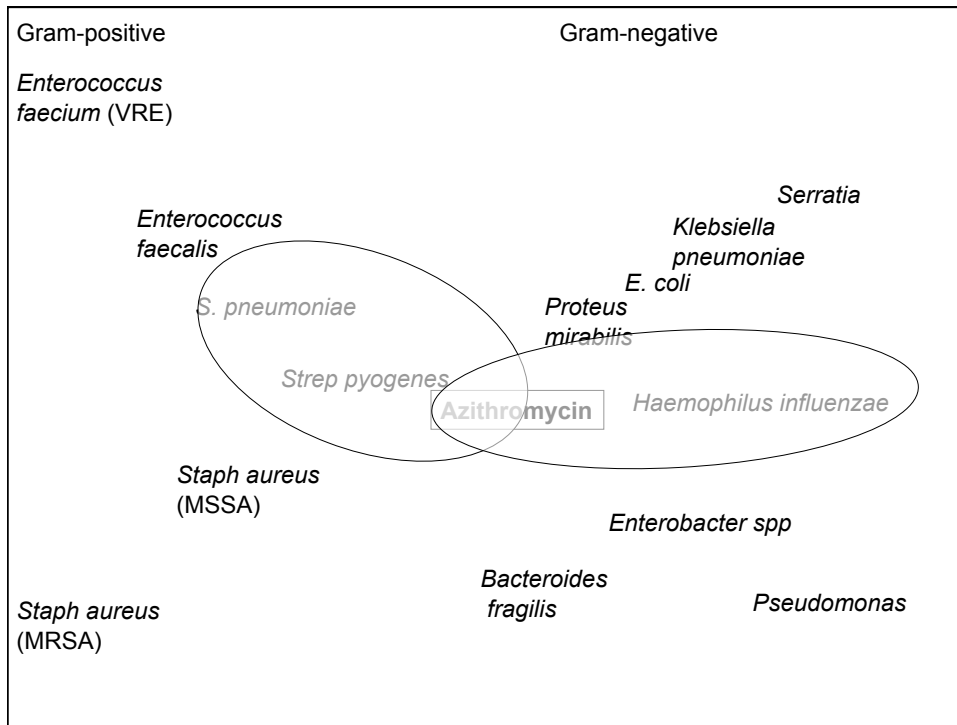 Gram-positive
Gram-negative
Enterococcus
faecium (VRE)
Serratia
Enterococcus
faecalis
Klebsiella
pneumoniae
E. coli
S. pneumoniae
Proteus
mirabilis
Strep pyogenes
Azithromycin
Haemophilus influenzae
Staph aureus
(MSSA)
Enterobacter spp
Bacteroides
fragilis
Pseudomonas
Staph aureus
(MRSA)